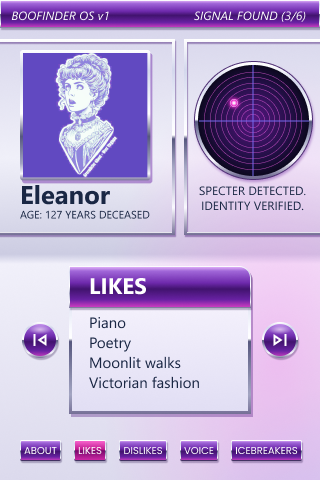 BOOFINDER OS v1
SIGNAL FOUND (3/6)
Eleanor
AGE: 127 YEARS DECEASED
SPECTER DETECTED.
IDENTITY VERIFIED.
LIKES
Piano
Poetry
Moonlit walks
Victorian fashion
ABOUT
LIKES
DISLIKES
VOICE
ICEBREAKERS